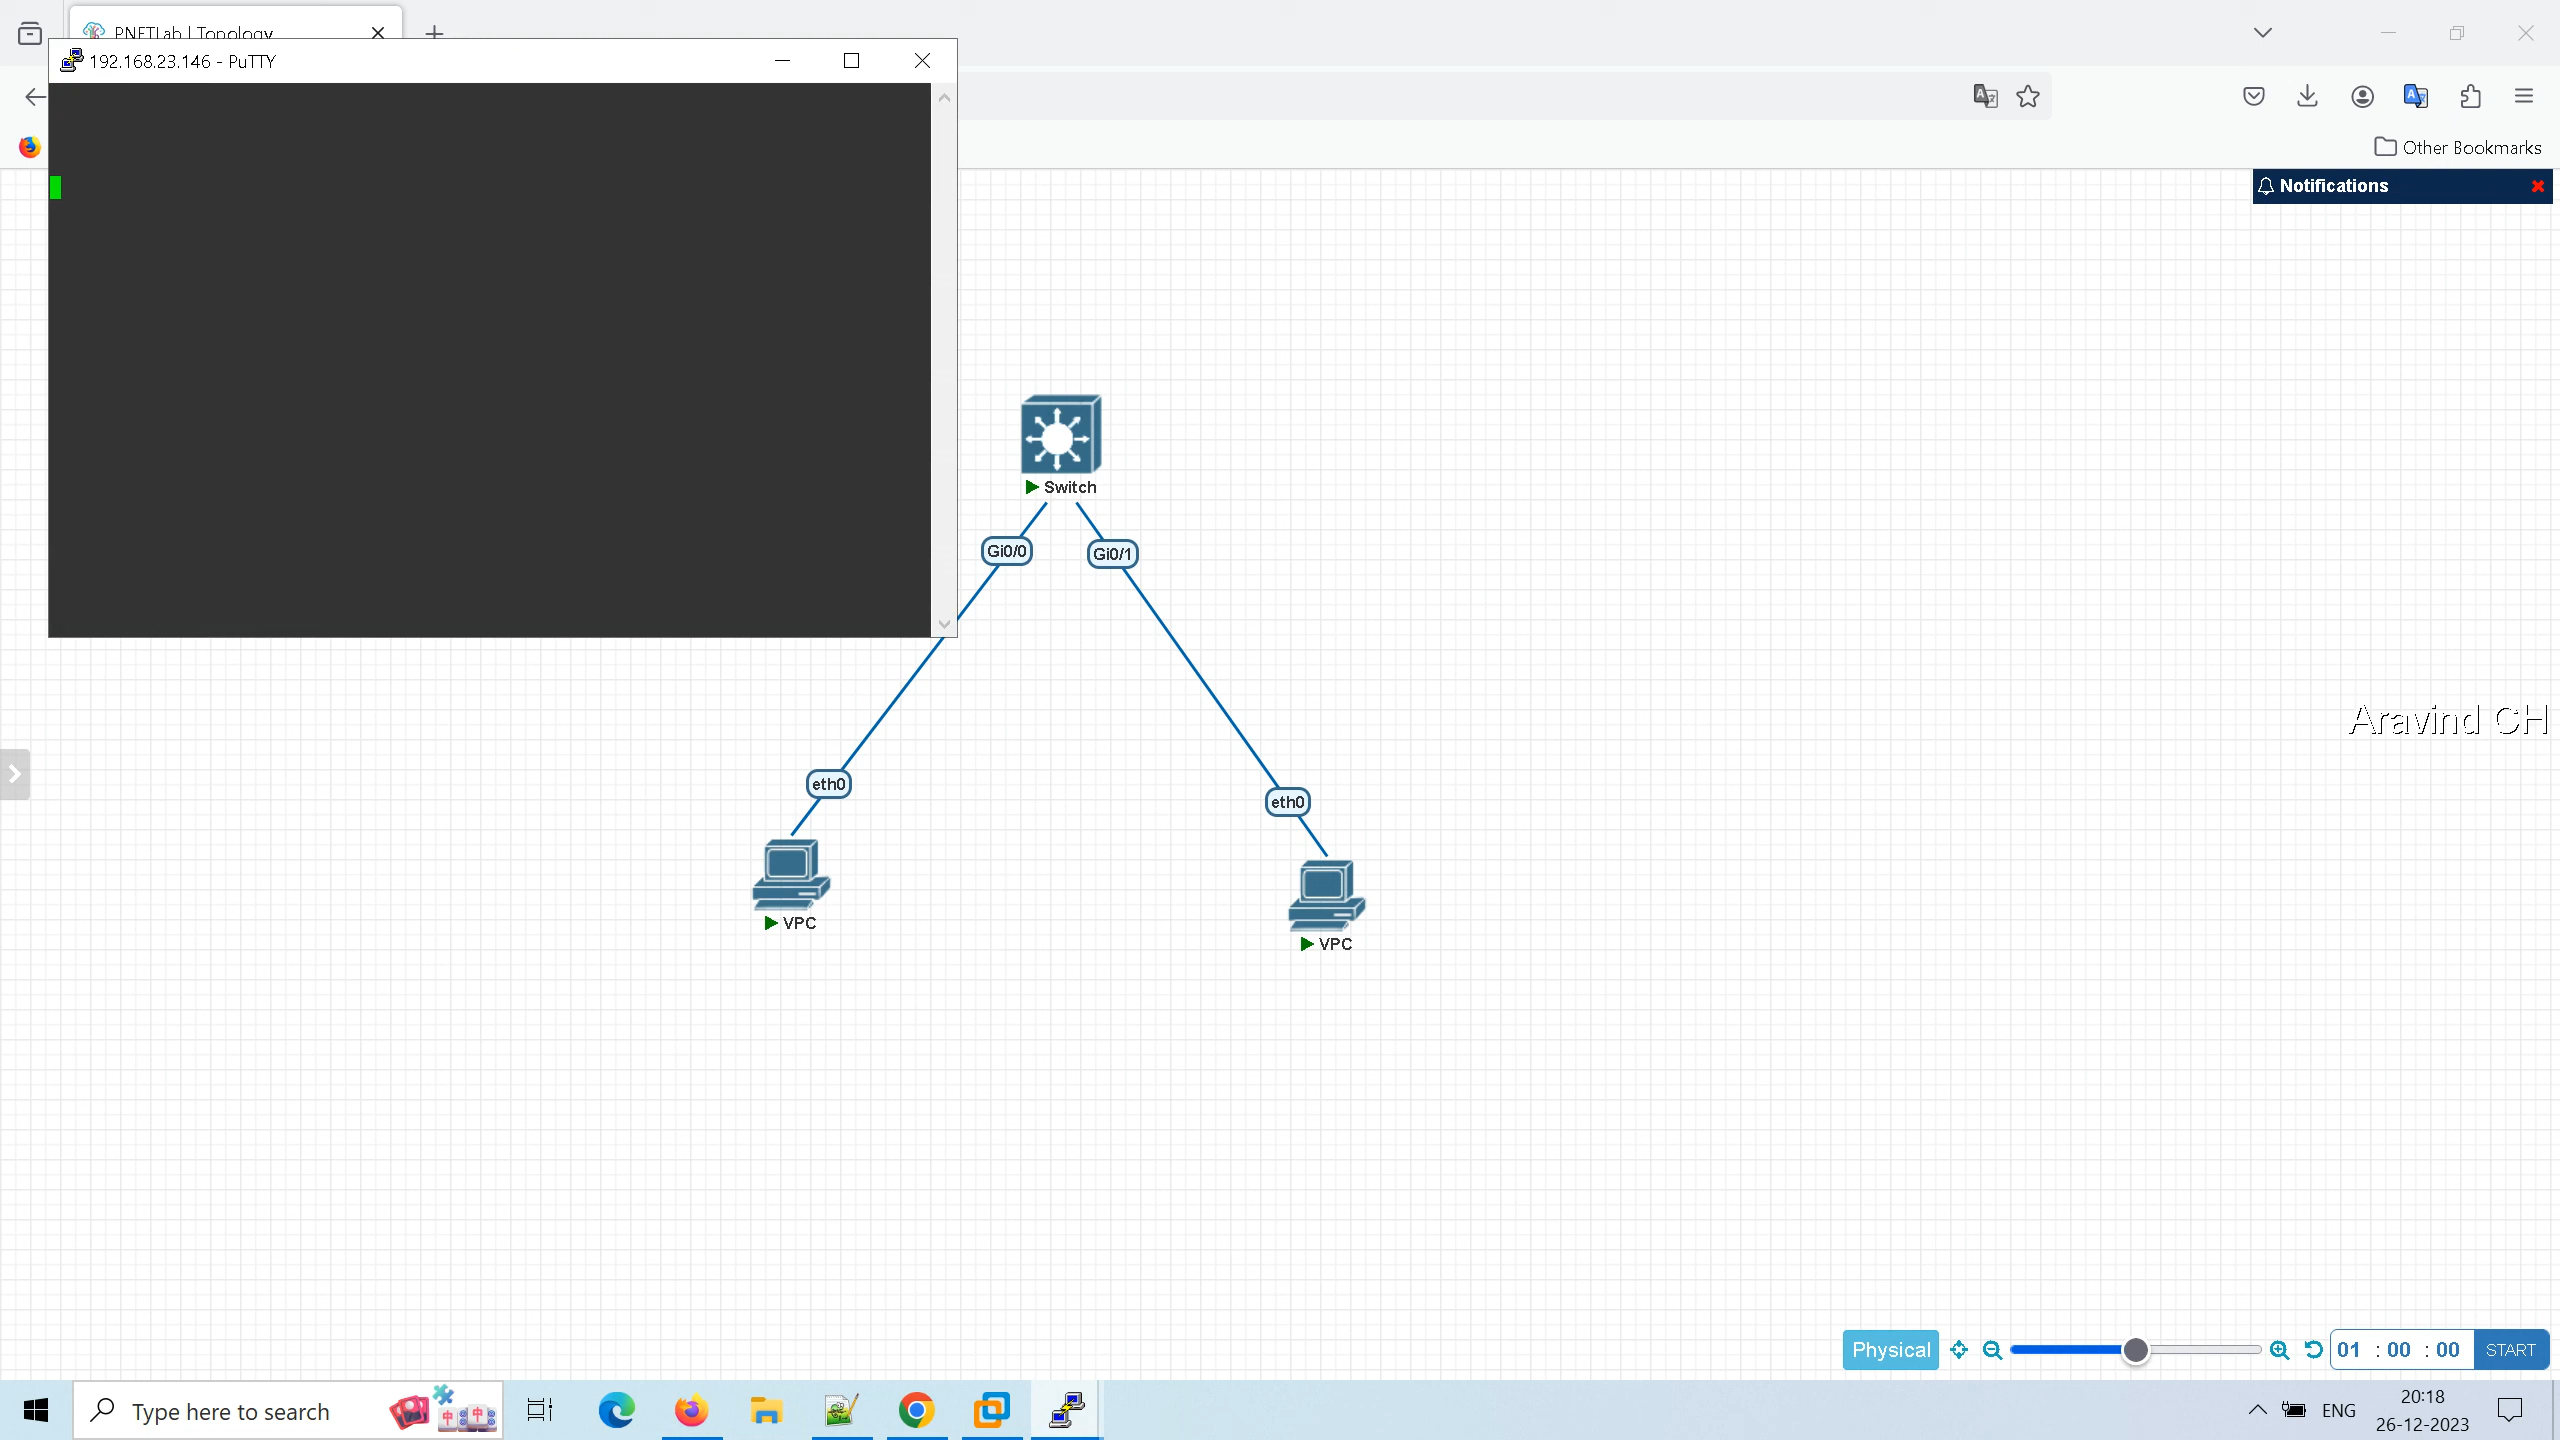 PNETLab | Topology
192.168.23.146 - PuTTY
Other Bookmarks
Notifications
Switch
Gi0/0
Gi0/1
Aravind CH
eth0
eth0
VPC
VPC
Physical
01 : 00 : 00
START
Type here to search
ENG
20:18
26-12-2023